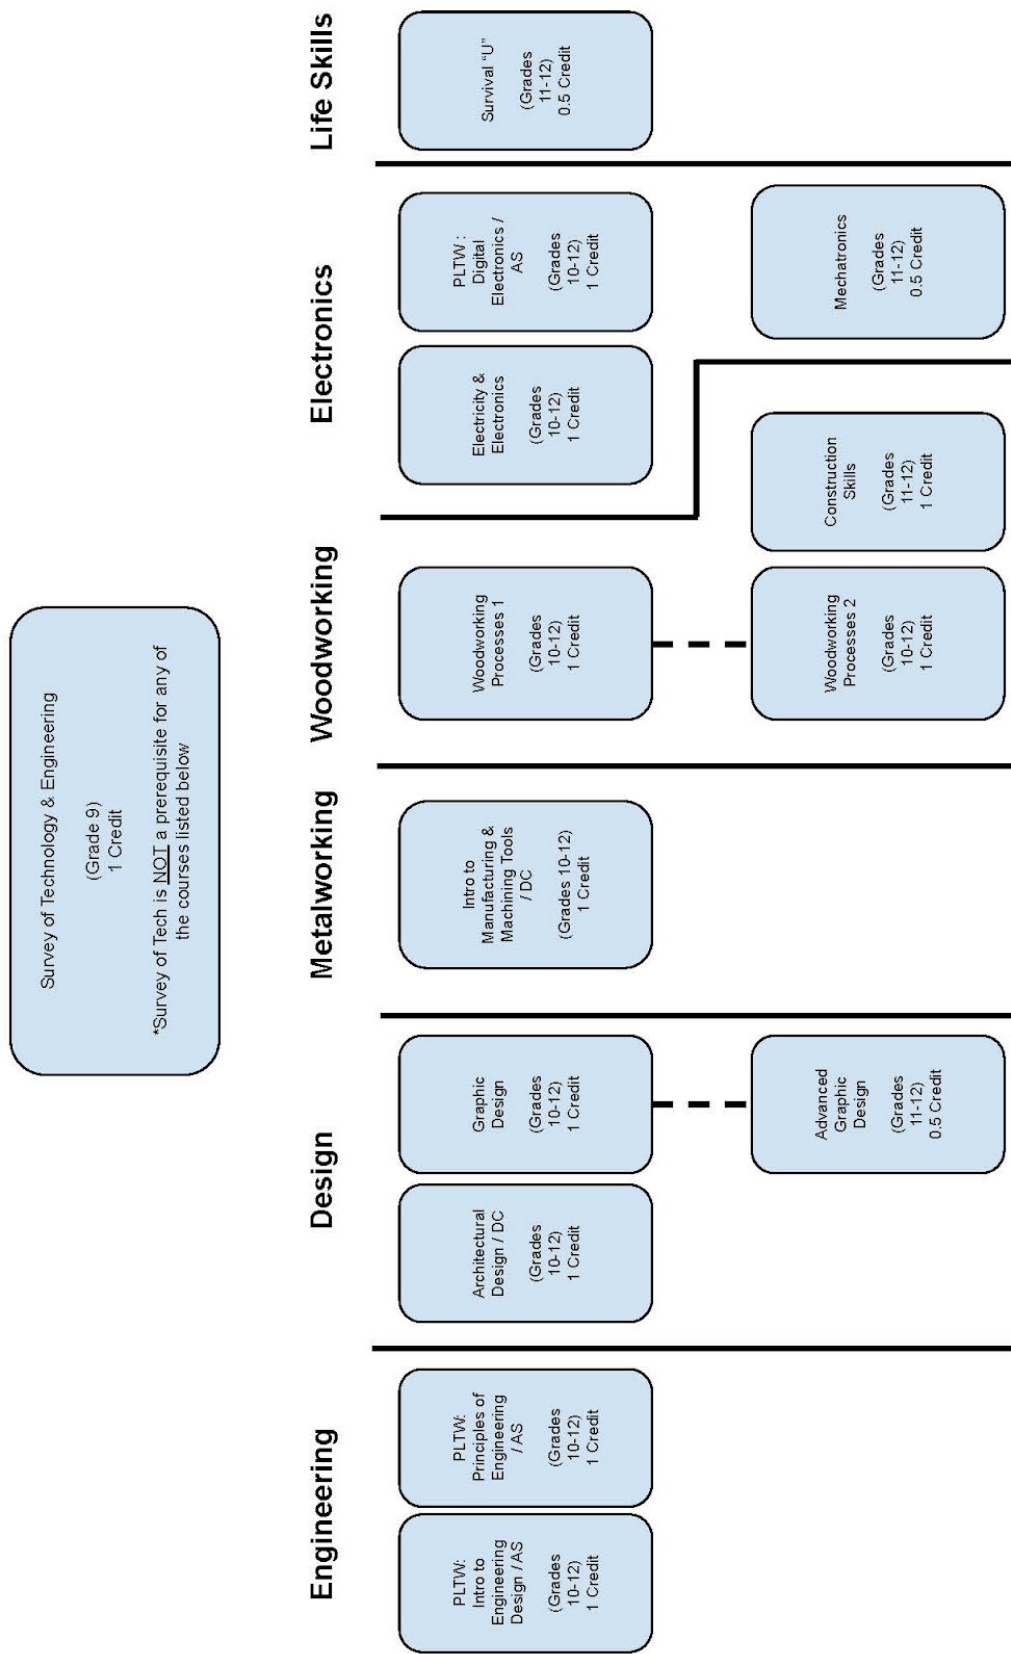 Survey of Technology & Engineering
(Grade 9)
1 Credit
*Survey of Tech is NOT a prerequisite for any of
the courses listed below
Engineering
Design
Metalworking
Woodworking
Electronics
Life Skills
PLTW:
Intro to
Engineering
Design / AS
(Grades
10-12)
1 Credit
PLTW:
Principles of
Engineering
/ AS
(Grades
10-12)
1 Credit
Architectural
Design / DC
(Grades
10-12)
1 Credit
Graphic
Design
(Grades
10-12)
1 Credit
Intro to
Manufacturing &
Machining Tools
/ DC
(Grades 10-12)
1 Credit
Woodworking
Processes 1
(Grades
10-12)
1 Credit
Electricity &
Electronics
(Grades
10-12)
1 Credit
PLTW :
Digital
Electronics /
AS
(Grades
10-12)
1 Credit
Survival "U"
(Grades
11-12)
0.5 Credit
Advanced
Graphic
Design
(Grades
11-12)
0.5 Credit
Woodworking
Processes 2
(Grades
10-12)
1 Credit
Construction
Skills
(Grades
11-12)
1 Credit
Mechatronics
(Grades
11-12)
0.5 Credit